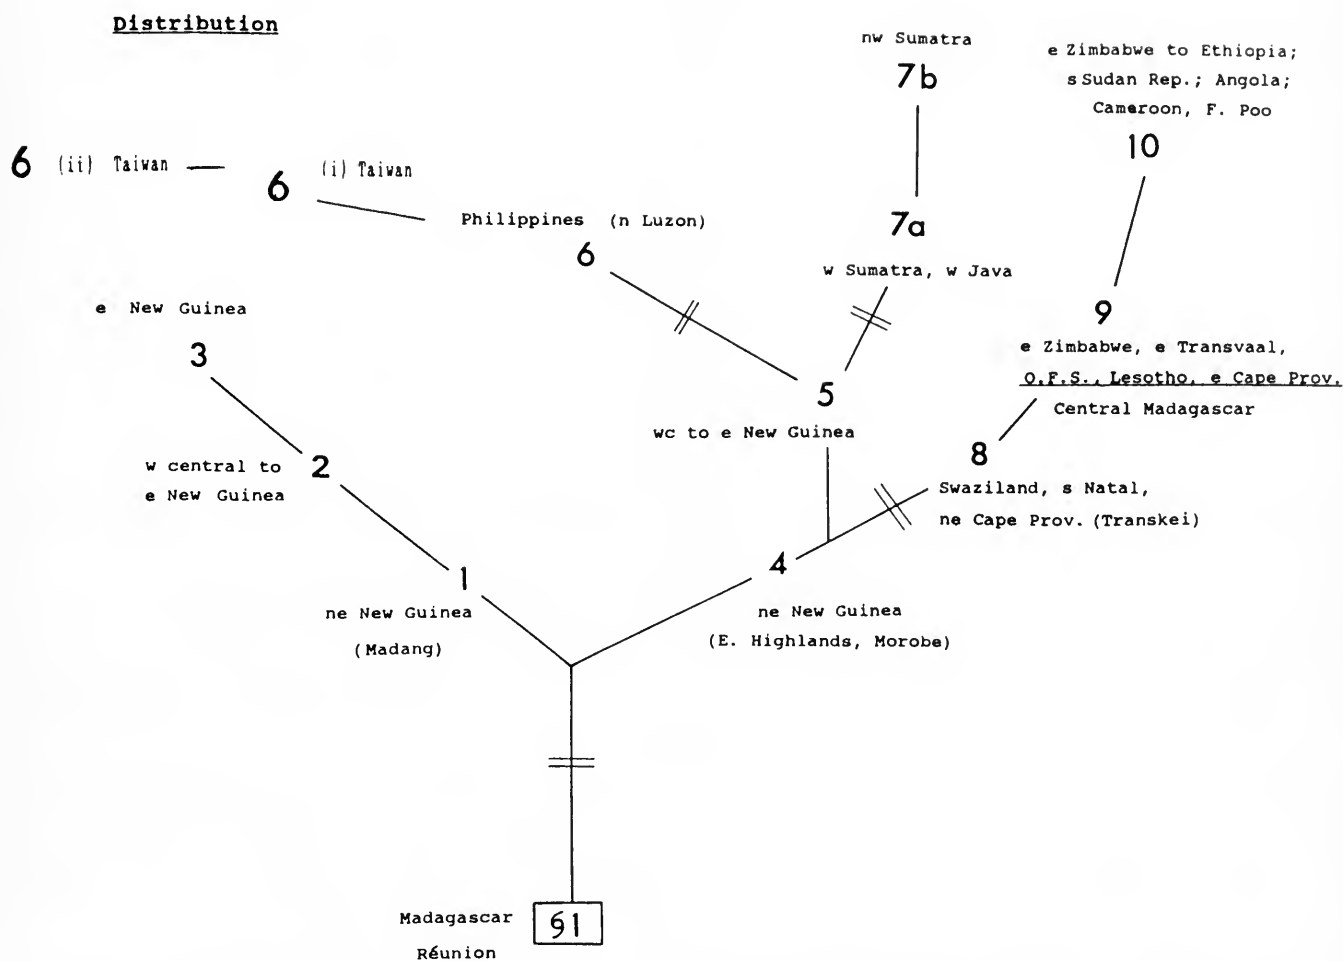 Distribution
nw Sumatra
7b
e Zimbabwe to Ethiopia;
s Sudan Rep.; Angola;
Cameroon, F. Poo
10
6 (ii) Taiwan
6 (i) Taiwan
Philippines (n Luzon)
6
7a
w Sumatra, w Java
e New Guinea
3
9
e Zimbabwe, e Transvaal,
O.F.S., Lesotho, e Cape Prov.
Central Madagascar
5
wc to e New Guinea
w central to 2
e New Guinea
8
Swaziland, s Natal,
ne Cape Prov. (Transkei)
1
ne New Guinea
(Madang)
4
ne New Guinea
(E. Highlands, Morobe)
Madagascar
Réunion
§1